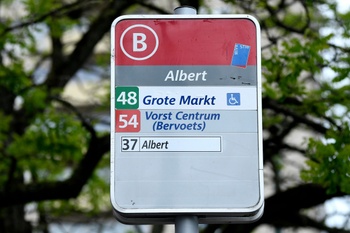 B
Albert
48 Grote Markt
54 Vorst Centrum
(Bervoets)
37 Albert